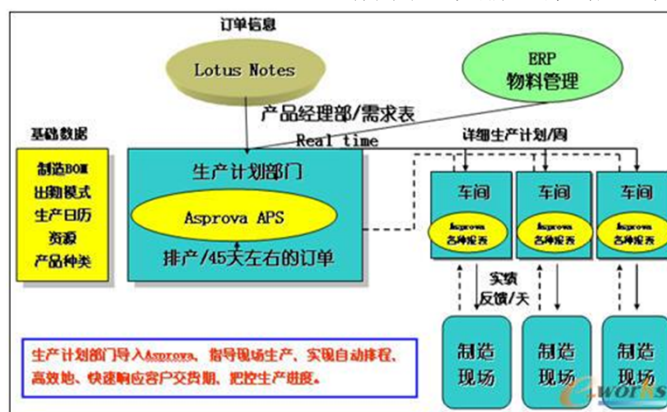 订单信息
Lotus Notes
ERP
物料管理
产品经理部/需求表
Real time
详细生产计划/周
基础数据
制造BOM
出勤模式
生产日历
资源
产品种类
生产计划部门
Asprova APS
排产/45天左右的订单
车间
Asprova
各种报表
车间
Asprova
各种报表
车间
Asprova
各种报表
实绩
反馈/天
制造
现场
制造
现场
制造
现场
生产计划部门导入Asprova、指导现场生产、实现自动排程、
高效地、快速响应客户交货期、把控生产进度。
e-works